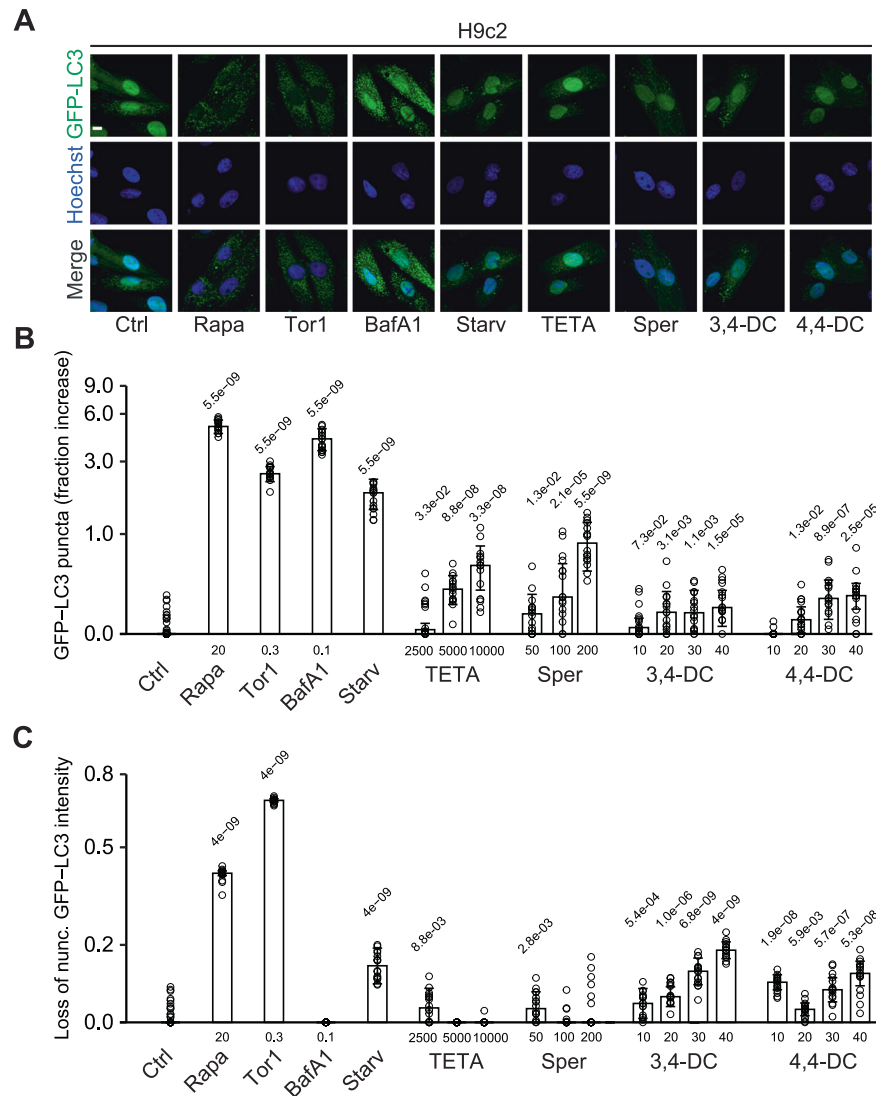 A
H9c2
GFP-LC3
Hoechst
Merge
Ctrl Rapa Tor1 BafA1 Starv TETA Sper 3,4-DC 4,4-DC
B
GFP−LC3 puncta (fraction increase)
9.0
6.0
3.0
1.0
0.0
5.5e−09 5.5e−09 5.5e−09 5.5e−09 3.3e−02 8.8e−08 3.3e−08 1.3e−02 2.1e−05 5.5e−09 7.3e−02 3.1e−03 1.1e−03 1.5e−05 1.3e−02 8.9e−07 2.5e−05
20 0.3 0.1 2500 5000 10000 50 100 200 10 20 30 40 10 20 30 40
Ctrl Rapa Tor1 BafA1 Starv TETA Sper 3,4-DC 4,4-DC
C
Loss of nunc. GFP−LC3 intensity
0.8
0.5
0.2
0.0
4e−09 4e−09 4e−09 8.8e−03 2.8e−03 5.4e−04 1.0e−06 6.8e−09 4e−09 1.9e−08 5.9e−03 5.7e−07 5.3e−08
20 0.3 0.1 2500 5000 10000 50 100 200 10 20 30 40 10 20 30 40
Ctrl Rapa Tor1 BafA1 Starv TETA Sper 3,4-DC 4,4-DC